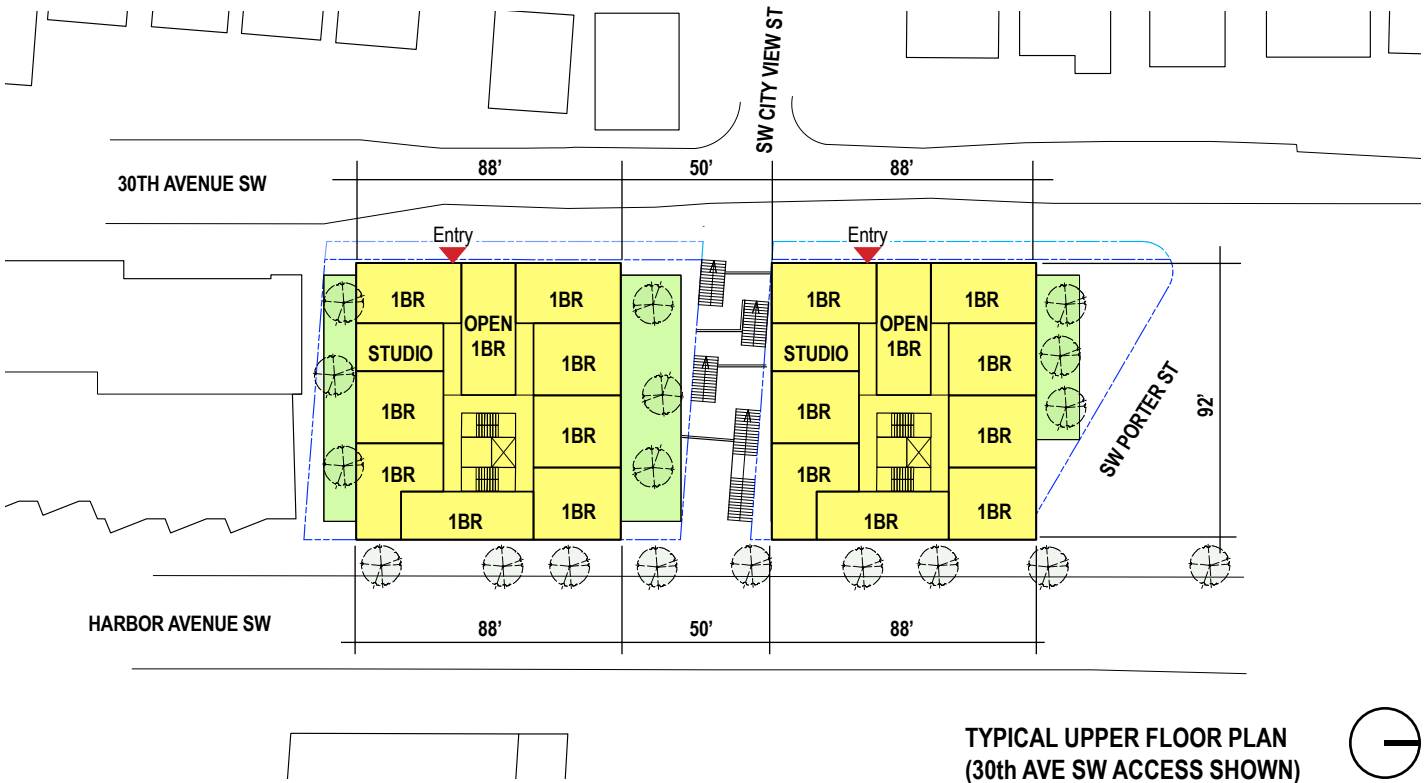 SW CITY VIEW ST
88'
50'
88'
30TH AVENUE SW
Entry
Entry
1BR
OPEN
1BR
1BR
STUDIO
1BR
1BR
1BR
1BR
1BR
1BR
1BR
OPEN
1BR
1BR
STUDIO
1BR
1BR
1BR
1BR
1BR
1BR
SW PORTER ST
92'
HARBOR AVENUE SW
88'
50'
88'
TYPICAL UPPER FLOOR PLAN
(30th AVE SW ACCESS SHOWN)